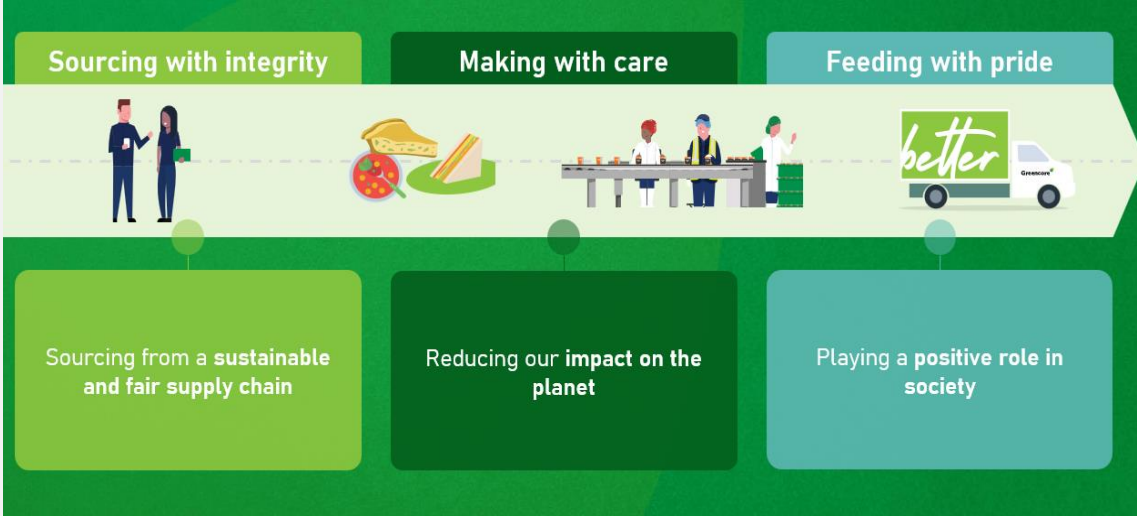 Sourcing with integrity
Making with care
Feeding with pride
better
Greencore
Sourcing from a sustainable
and fair supply chain
Reducing our impact on the
planet
Playing a positive role in
society